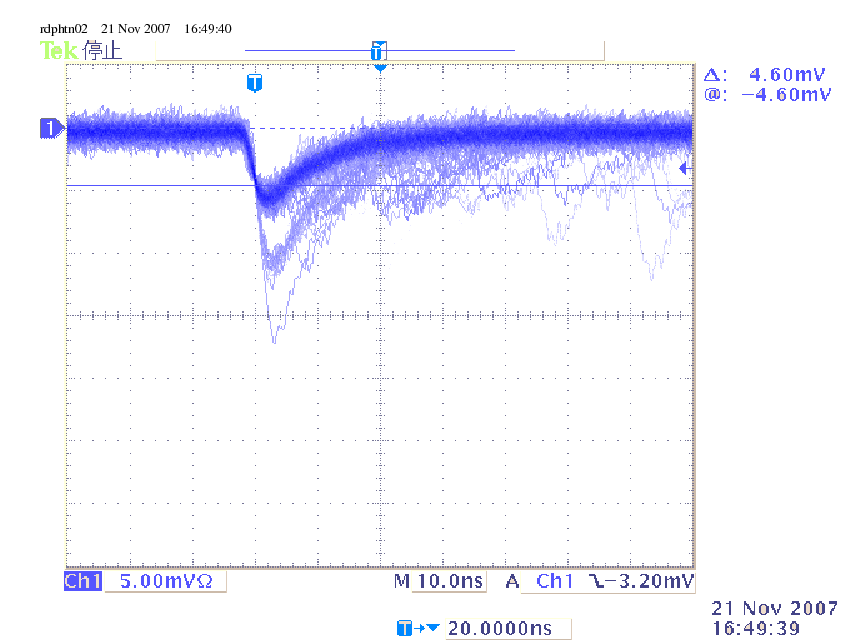 rdphtn02 21 Nov 2007 16:49:40
Tek 停止
T
T
Δ: 4.60mV
@: −4.60mV
1
Ch1 5.00mVΩ M 10.0ns A Ch1 −3.20mV
T 20.0000ns
21 Nov 2007
16:49:39